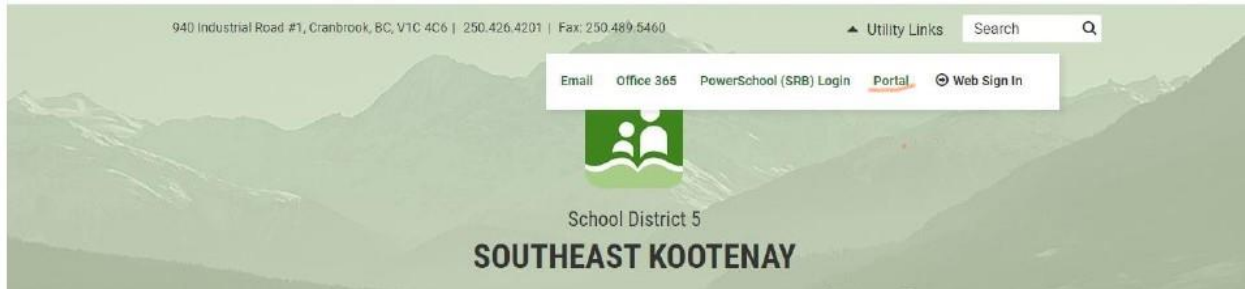 940 Industrial Road #1, Cranbrook, BC, V1C 4C6 | 250.426.4201 | Fax: 250.489.5460
Utility Links Search
Email Office 365 PowerSchool (SRB) Login Portal Web Sign In
School District 5
SOUTHEAST KOOTENAY